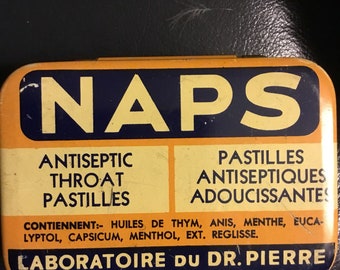 NAPS
ANTISEPTIC
THROAT
PASTILLES
PASTILLES
ANTISEPTIQUES
ADOUCISSANTES
CONTIENNENT:- HUILES DE THYM, ANIS, MENTHE, EUCA-
LYPTOL, CAPSICUM, MENTHOL, EXT. REGLISSE.
LABORATOIRE DU DR. PIERRE